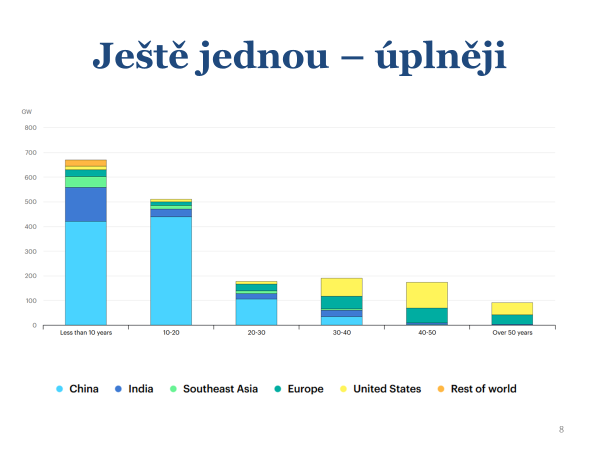 Ještě jednou – úplněji
GW
800
700
600
500
400
300
200
100
0
Less than 10 years 10-20 20-30 30-40 40-50 Over 50 years
China India Southeast Asia Europe United States Rest of world
8